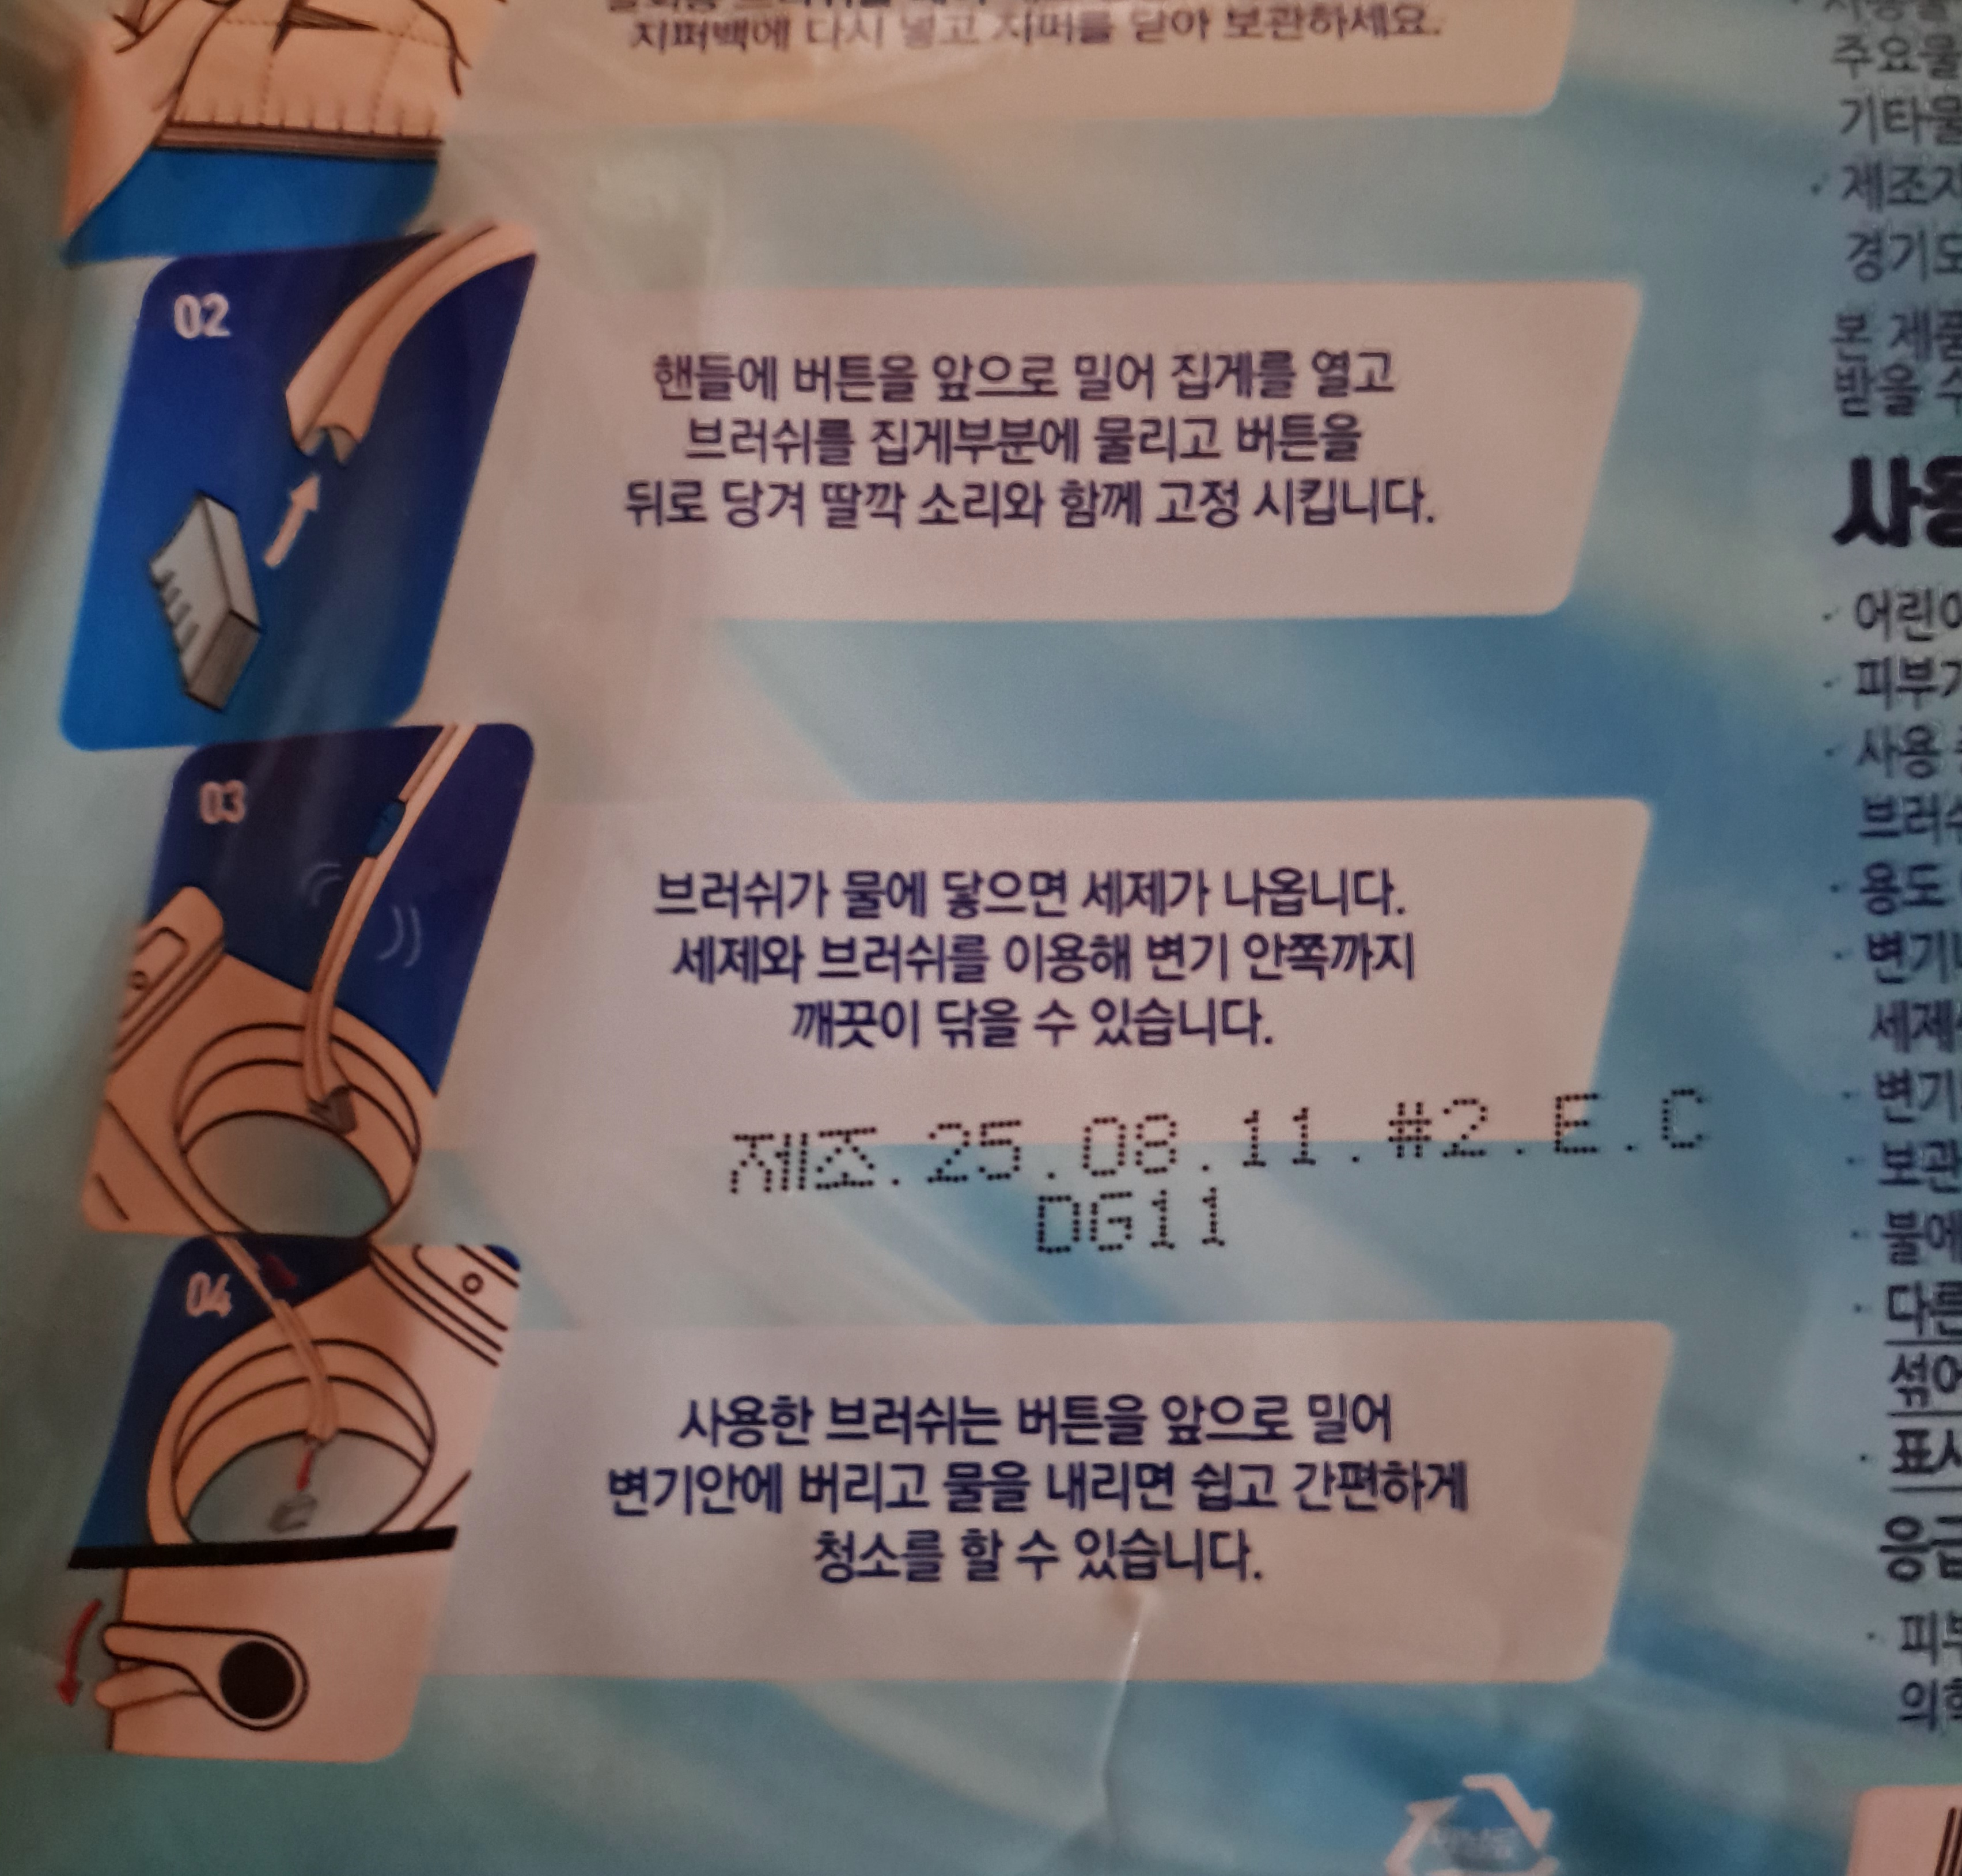 지퍼백에 다시 넣고 지퍼를 닫아 보관하세요.
02
핸들에 버튼을 앞으로 밀어 집게를 열고
브러쉬를 집게부분에 물리고 버튼을
뒤로 당겨 딸깍 소리와 함께 고정 시킵니다.
03
브러쉬가 물에 닿으면 세제가 나옵니다.
세제와 브러쉬를 이용해 변기 안쪽까지
깨끗이 닦을 수 있습니다.
제조.25.08.11.#2.E.C
DG11
04
사용한 브러쉬는 버튼을 앞으로 밀어
변기안에 버리고 물을 내리면 쉽고 간편하게
청소를 할 수 있습니다.
주요물
기타물
· 제조자
경기도
본 제품
받을 수
사용
· 어린이
· 피부가
· 사용
브러쉬
· 용도
· 변기
세제
· 변기
· 보관
· 불에
· 다른
섞어
· 표시
응급
· 피부
의학